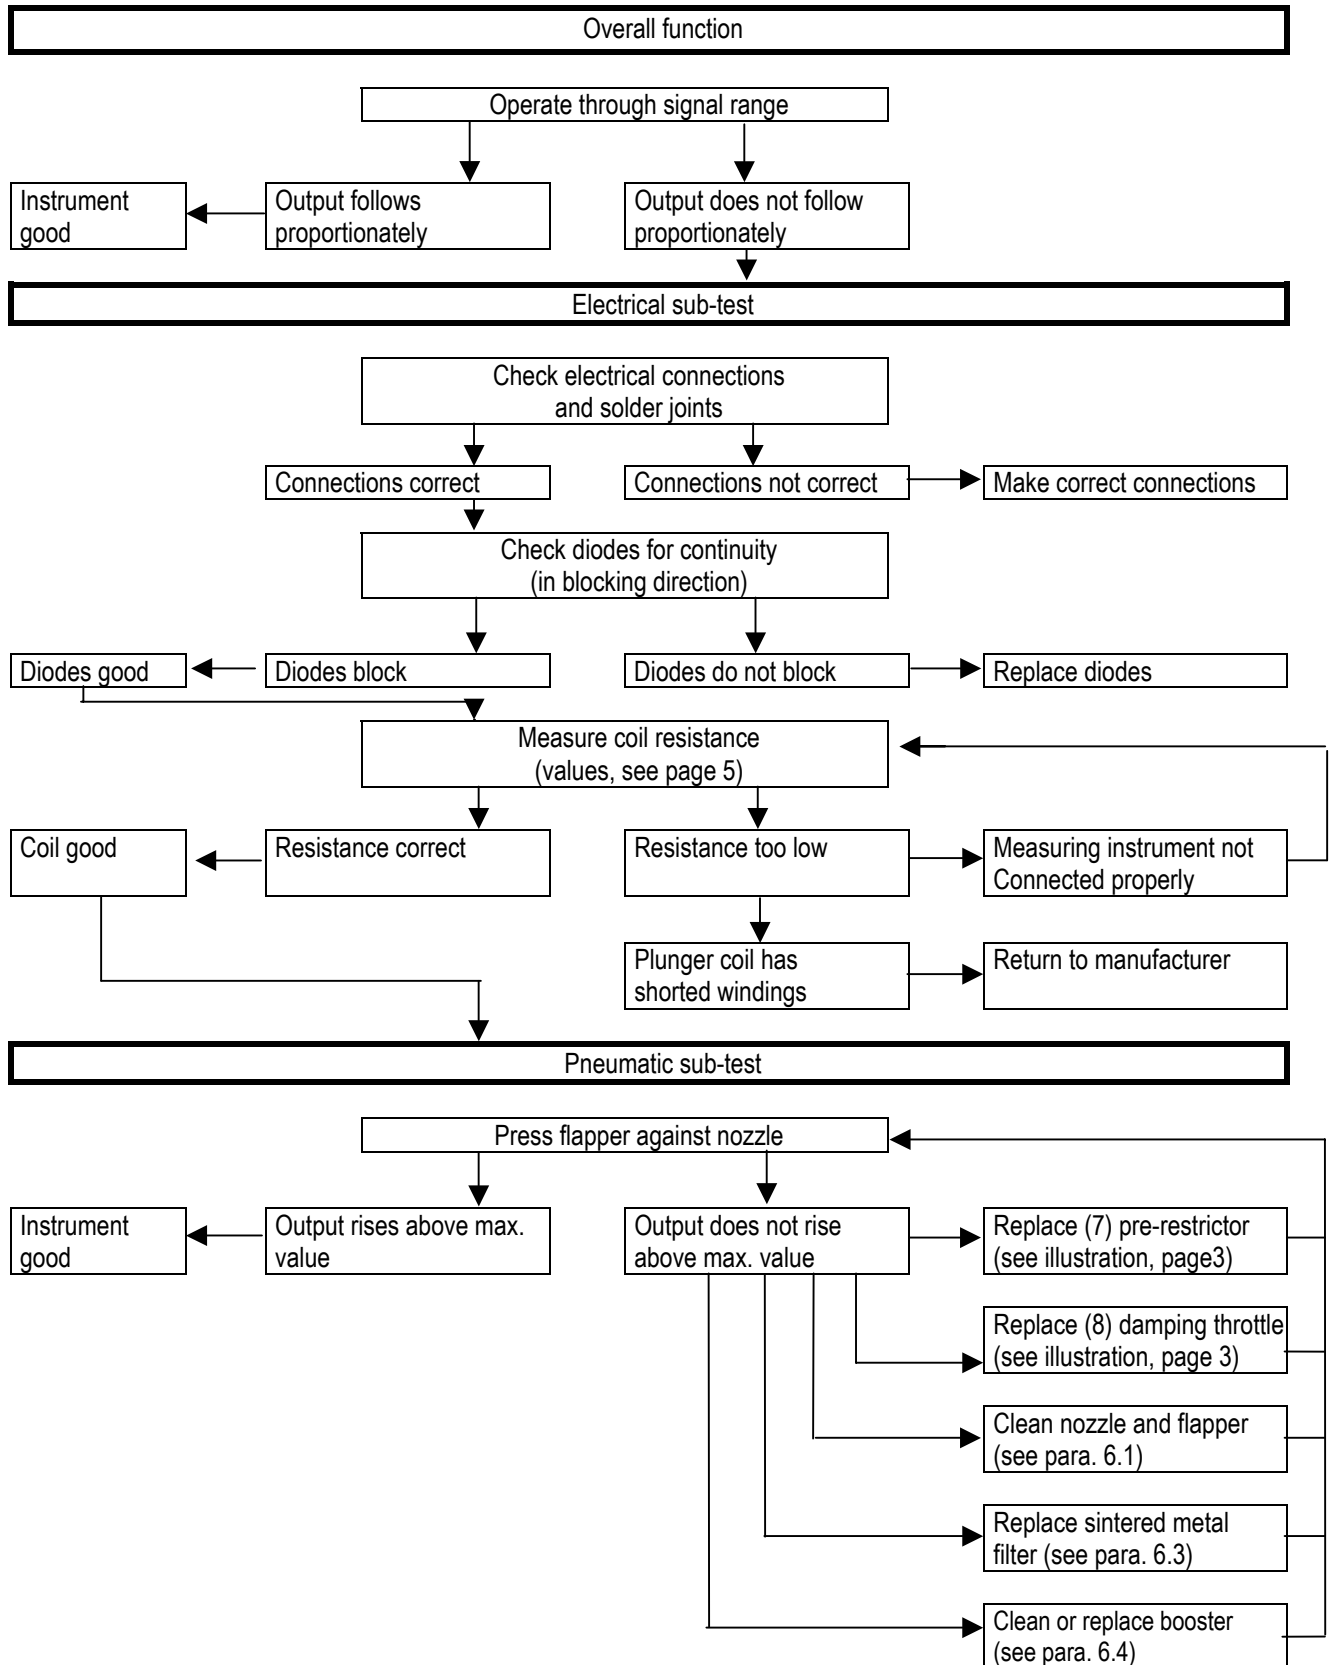 Overall function
Operate through signal range
Instrument
good
Output follows
proportionately
Output does not follow
proportionately
Electrical sub-test
Check electrical connections
and solder joints
Connections correct
Connections not correct
Make correct connections
Check diodes for continuity
(in blocking direction)
Diodes good
Diodes block
Diodes do not block
Replace diodes
Measure coil resistance
(values, see page 5)
Coil good
Resistance correct
Resistance too low
Measuring instrument not
Connected properly
Plunger coil has
shorted windings
Return to manufacturer
Pneumatic sub-test
Press flapper against nozzle
Instrument
good
Output rises above max.
value
Output does not rise
above max. value
Replace (7) pre-restrictor
(see illustration, page3)
Replace (8) damping throttle
(see illustration, page 3)
Clean nozzle and flapper
(see para. 6.1)
Replace sintered metal
filter (see para. 6.3)
Clean or replace booster
(see para. 6.4)